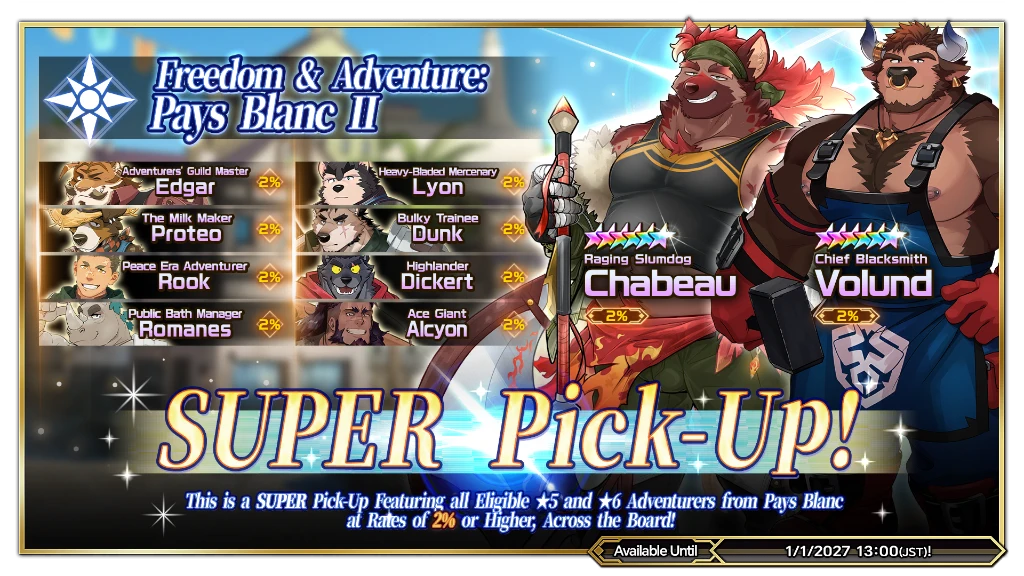 Freedom & Adventure:
Pays Blanc II
Adventurers' Guild Master
Edgar
2%
Heavy-Bladed Mercenary
Lyon
2%
The Milk Maker
Proteo
2%
Bulky Trainee
Dunk
2%
Peace Era Adventurer
Rook
2%
Highlander
Dickert
2%
Public Bath Manager
Romanes
2%
Ace Giant
Alcyon
2%
Raging Slumdog
Chabeau
2%
Chief Blacksmith
Volund
2%
SUPER Pick-Up!
This is a SUPER Pick-Up Featuring all Eligible ★5 and ★6 Adventurers from Pays Blanc
at Rates of 2% or Higher, Across the Board!
Available Until 1/1/2027 13:00(JST)!